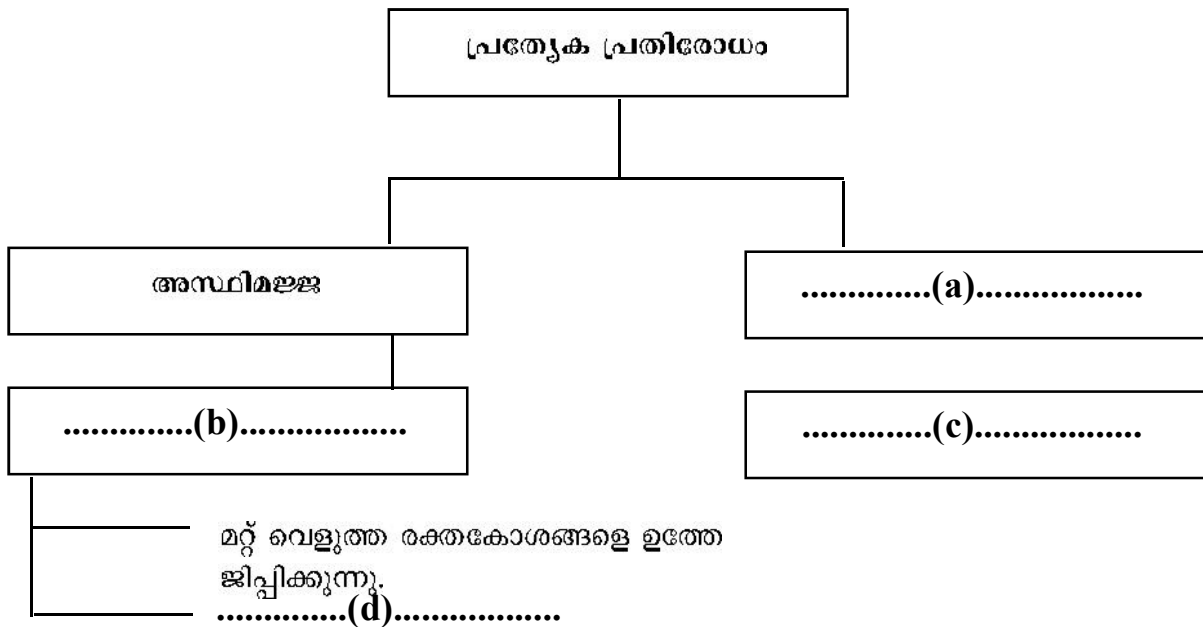 പ്രത്യേക പ്രതിരോധം
അസ്ഥിമജ്ജ
..............(a)..................
..............(b)..................
..............(c)..................
മറ്റ് വെളുത്ത രക്തകോശങ്ങളെ ഉത്തേ
ജിപ്പിക്കുന്നു.
..............(d)..................